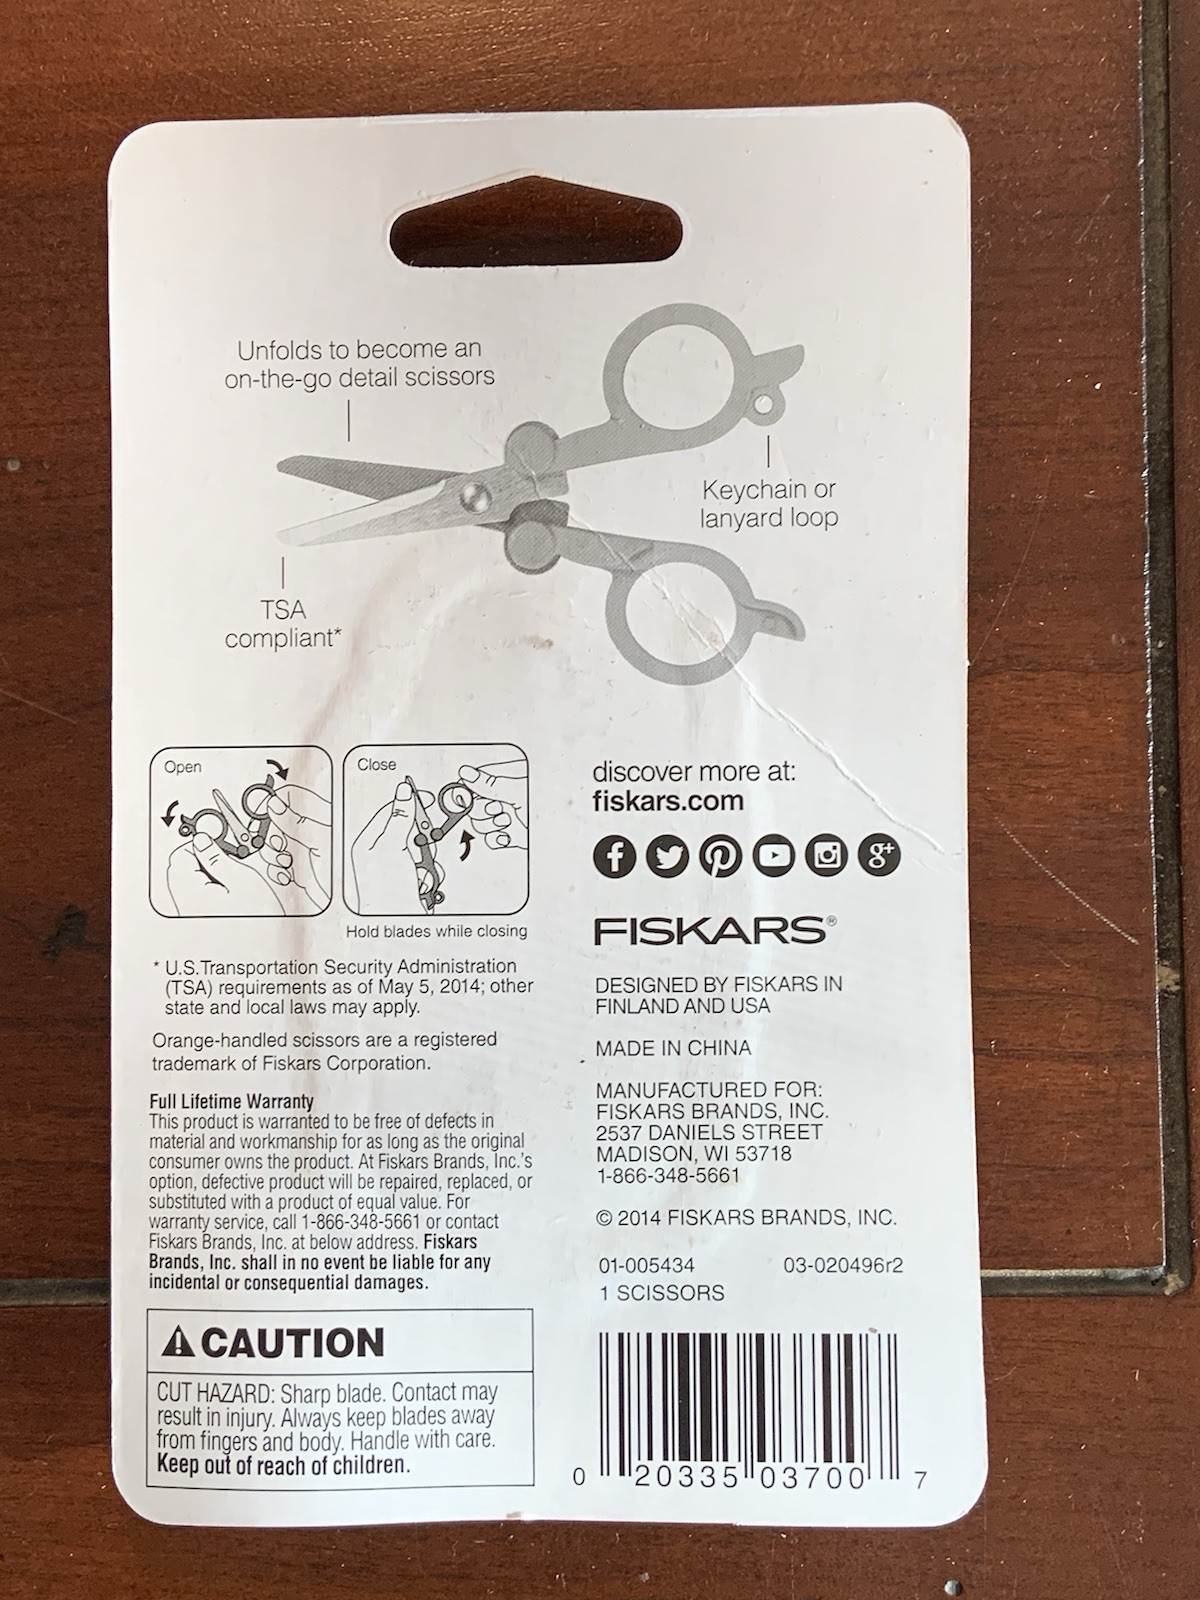 Unfolds to become an
on-the-go detail scissors
Keychain or
lanyard loop
TSA
compliant*
Open
Close
Hold blades while closing
* U.S.Transportation Security Administration
(TSA) requirements as of May 5, 2014; other
state and local laws may apply.
Orange-handled scissors are a registered
trademark of Fiskars Corporation.
Full Lifetime Warranty
This product is warranted to be free of defects in
material and workmanship for as long as the original
consumer owns the product. At Fiskars Brands, Inc.'s
option, defective product will be repaired, replaced, or
substituted with a product of equal value. For
warranty service, call 1-866-348-5661 or contact
Fiskars Brands, Inc. at below address. Fiskars
Brands, Inc. shall in no event be liable for any
incidental or consequential damages.
CAUTION
CUT HAZARD: Sharp blade. Contact may
result in injury. Always keep blades away
from fingers and body. Handle with care.
Keep out of reach of children.
discover more at:
fiskars.com
f g+
FISKARS®
DESIGNED BY FISKARS IN
FINLAND AND USA
MADE IN CHINA
MANUFACTURED FOR:
FISKARS BRANDS, INC.
2537 DANIELS STREET
MADISON, WI 53718
1-866-348-5661
© 2014 FISKARS BRANDS, INC.
01-005434 03-020496r2
1 SCISSORS
0 20335 03700 7